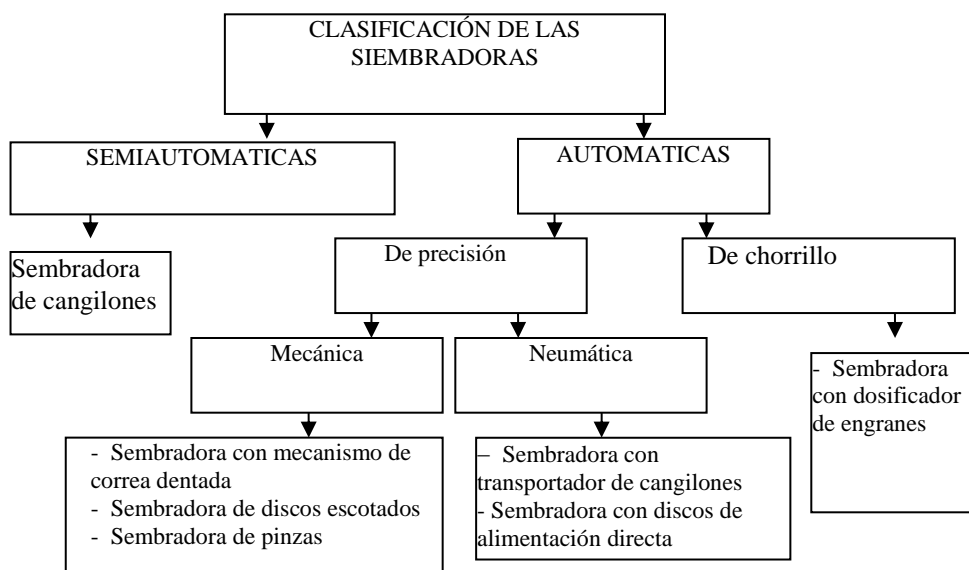 CLASIFICACIÓN DE LAS
SIEMBRADORAS
SEMIAUTOMATICAS
AUTOMATICAS
Sembradora
de cangilones
De precisión
De chorrillo
Mecánica
Neumática
- Sembradora
con dosificador
de engranes
- Sembradora con mecanismo de
correa dentada
- Sembradora de discos escotados
- Sembradora de pinzas
– Sembradora con
transportador de cangilones
- Sembradora con discos de
alimentación directa